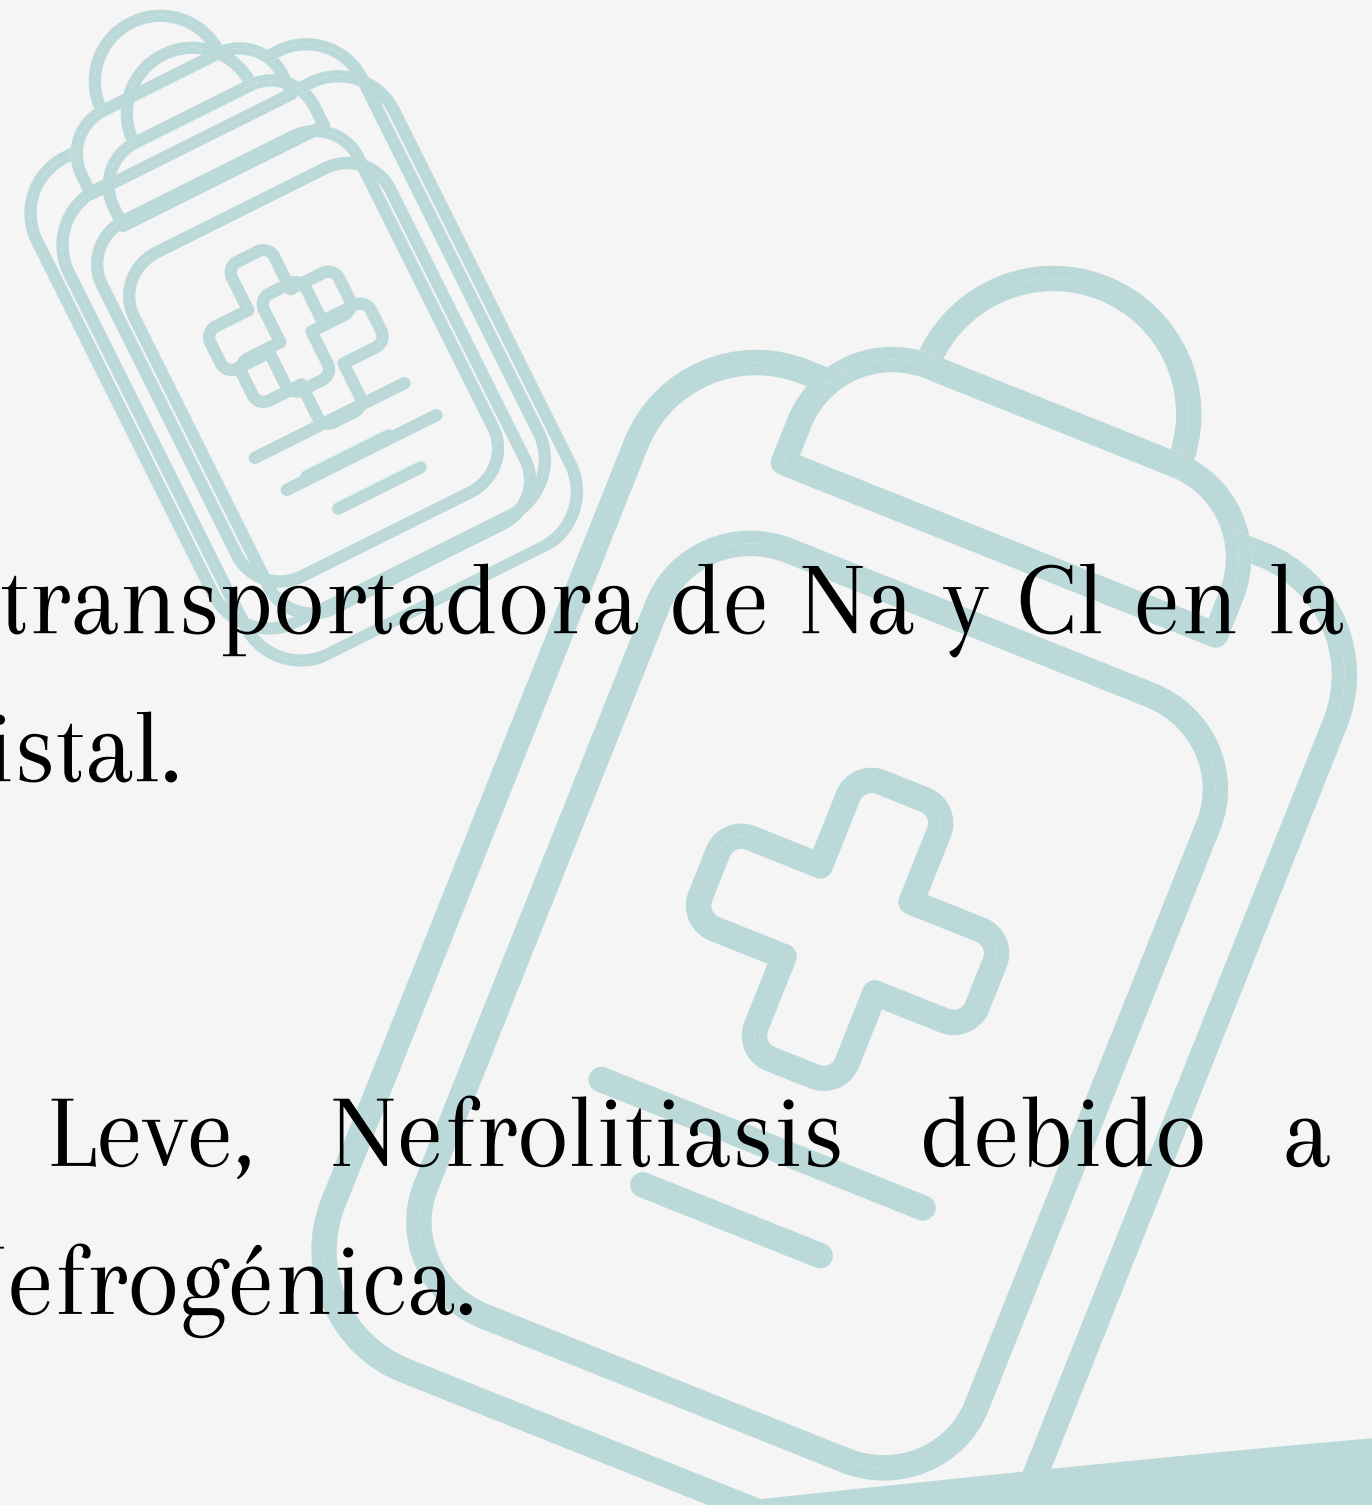 transportadora de Na y Cl en la
istal.
Leve, Nefrolitiasis debido a
efrogénica.